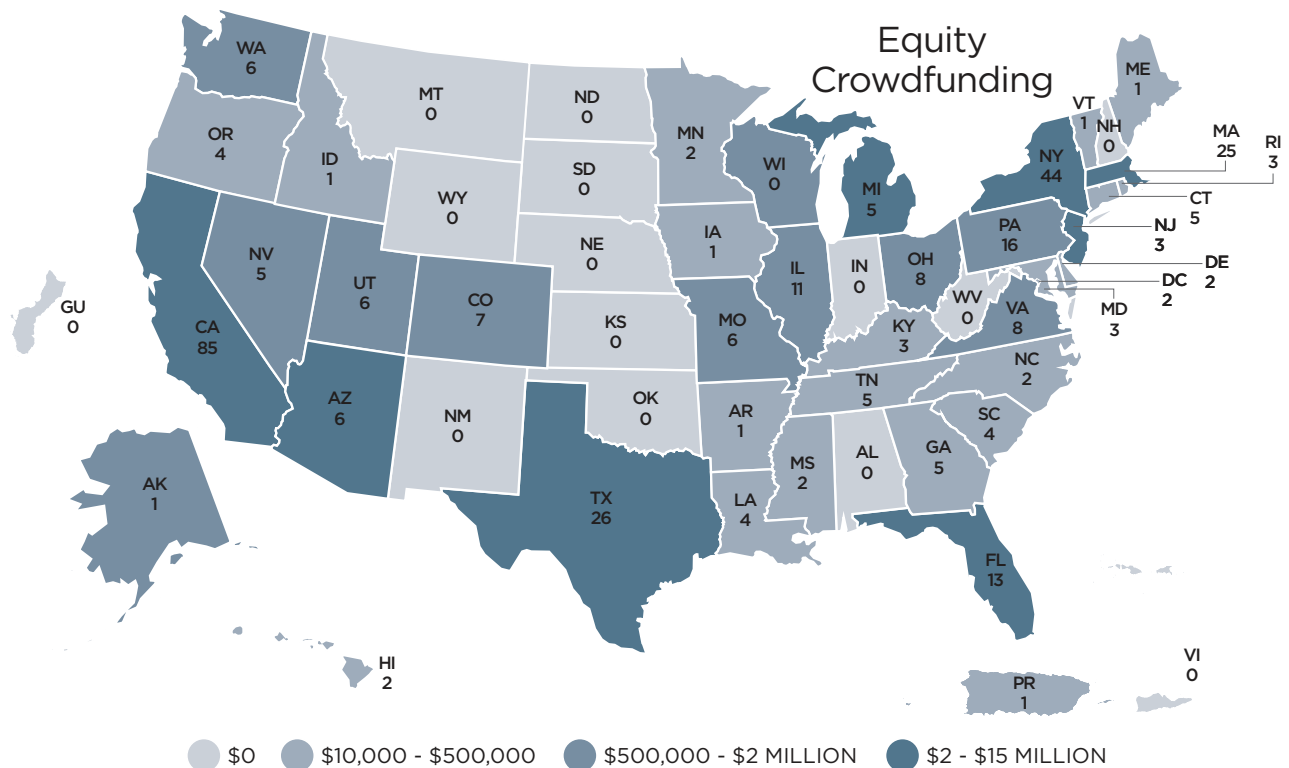 Equity
Crowdfunding
WA
6
OR
4
ID
1
MT
0
ND
0
MN
2
SD
0
WY
0
WI
0
MI
5
NY
44
VT
1
NH
0
ME
1
MA
25
RI
3
CT
5
NJ
3
DE
2
DC
2
MD
3
NV
5
UT
6
CO
7
NE
0
IA
1
IL
11
IN
0
OH
8
PA
16
WV
0
VA
8
KY
3
GU
0
CA
85
KS
0
MO
6
NC
2
TN
5
SC
4
AZ
6
NM
0
OK
0
AR
1
MS
2
AL
0
GA
5
AK
1
TX
26
LA
4
FL
13
HI
2
PR
1
VI
0
$0
$10,000 - $500,000
$500,000 - $2 MILLION
$2 - $15 MILLION